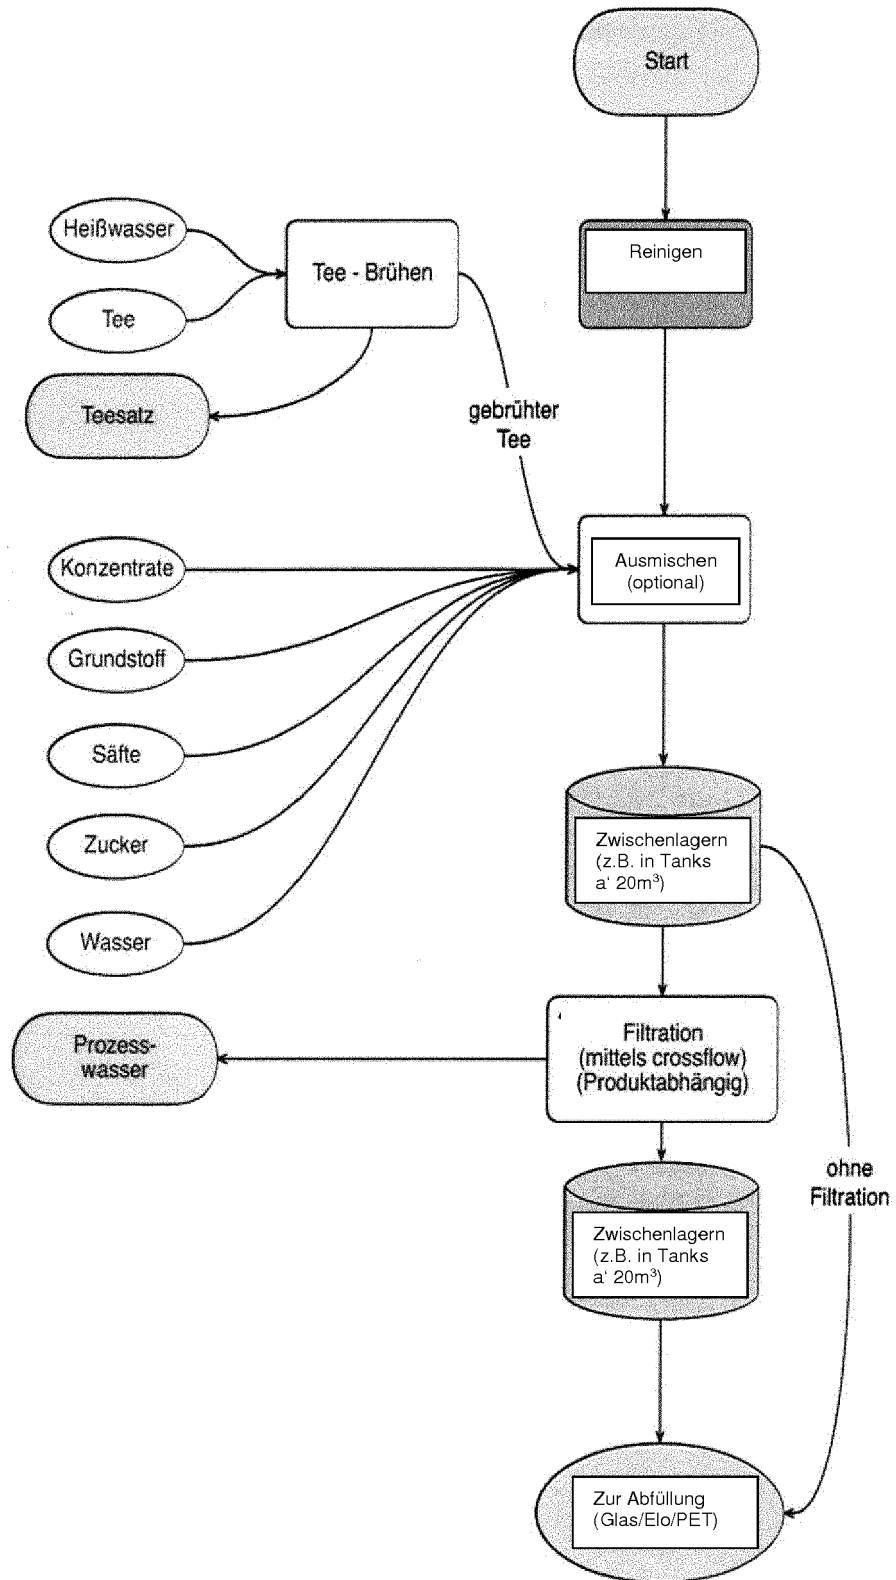 Start
Heißwasser
Tee - Brühen
Reinigen
Tee
Teesatz
gebrühter
Tee
Konzentrate
Ausmischen
(optional)
Grundstoff
Säfte
Zucker
Zwischenlagern
(z.B. in Tanks
a‘ 20m³)
Wasser
Prozess-
wasser
Filtration
(mittels crossflow)
(Produktabhängig)
ohne
Filtration
Zwischenlagern
(z.B. in Tanks
a‘ 20m³)
Zur Abfüllung
(Glas/Elo/PET)